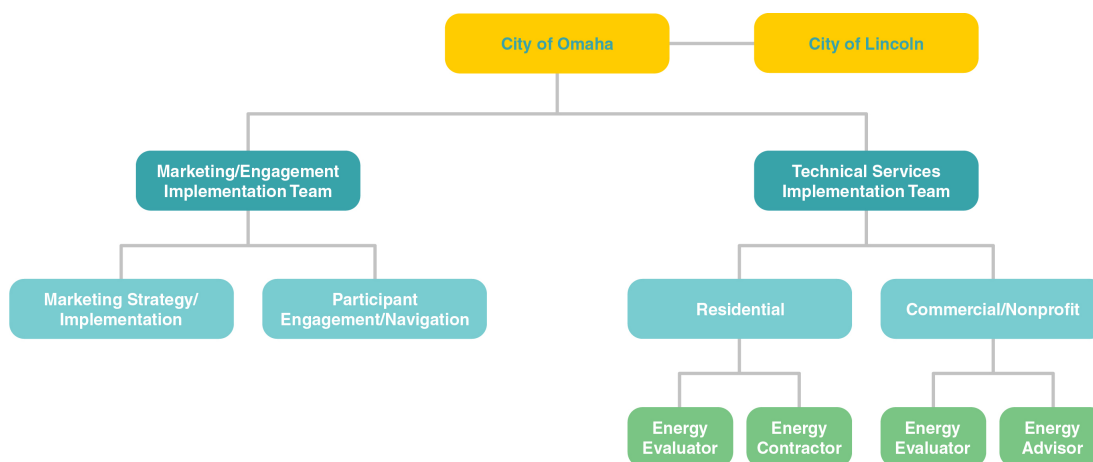 City of Omaha
City of Lincoln
Marketing/Engagement
Implementation Team
Technical Services
Implementation Team
Marketing Strategy/
Implementation
Participant
Engagement/Navigation
Residential
Commercial/Nonprofit
Energy
Evaluator
Energy
Contractor
Energy
Evaluator
Energy
Advisor